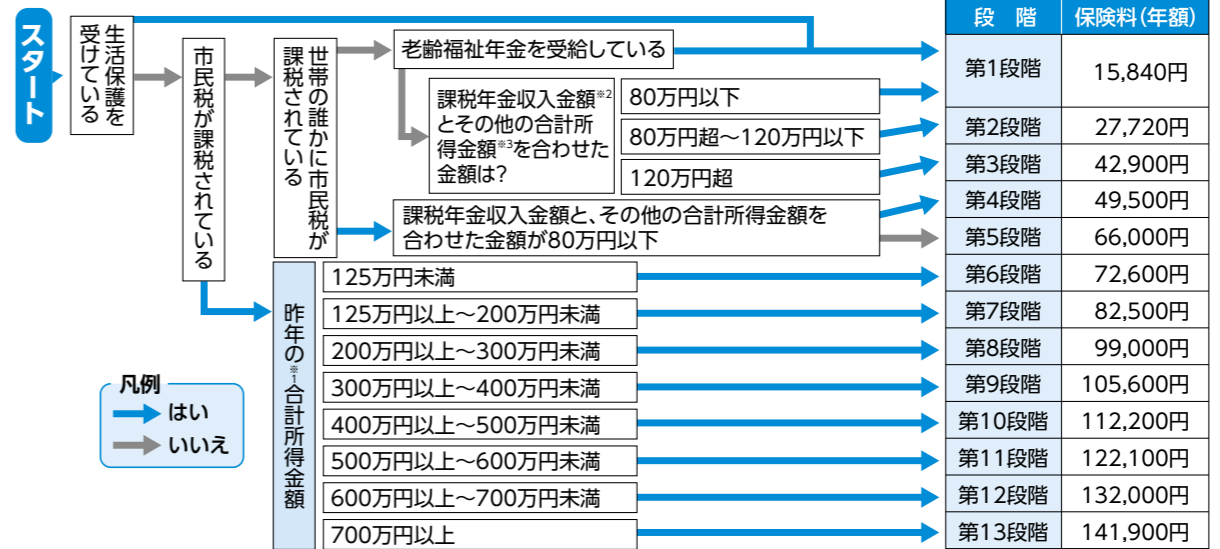 スタート
生活保護を
受けている
市民税が課税されている
世帯の誰かに市民税が
課税されている
老齢福祉年金を受給している
課税年金収入金額※2
とその他の合計所
得金額※3を合わせた
金額は?
80万円以下
80万円超~120万円以下
120万円超
課税年金収入金額と、その他の合計所得金額を
合わせた金額が80万円以下
昨年の※1合計所得金額
125万円未満
125万円以上~200万円未満
200万円以上~300万円未満
300万円以上~400万円未満
400万円以上~500万円未満
500万円以上~600万円未満
600万円以上~700万円未満
700万円以上
凡例
はい
いいえ
段 階 保険料(年額)
第1段階 15,840円
第2段階 27,720円
第3段階 42,900円
第4段階 49,500円
第5段階 66,000円
第6段階 72,600円
第7段階 82,500円
第8段階 99,000円
第9段階 105,600円
第10段階 112,200円
第11段階 122,100円
第12段階 132,000円
第13段階 141,900円